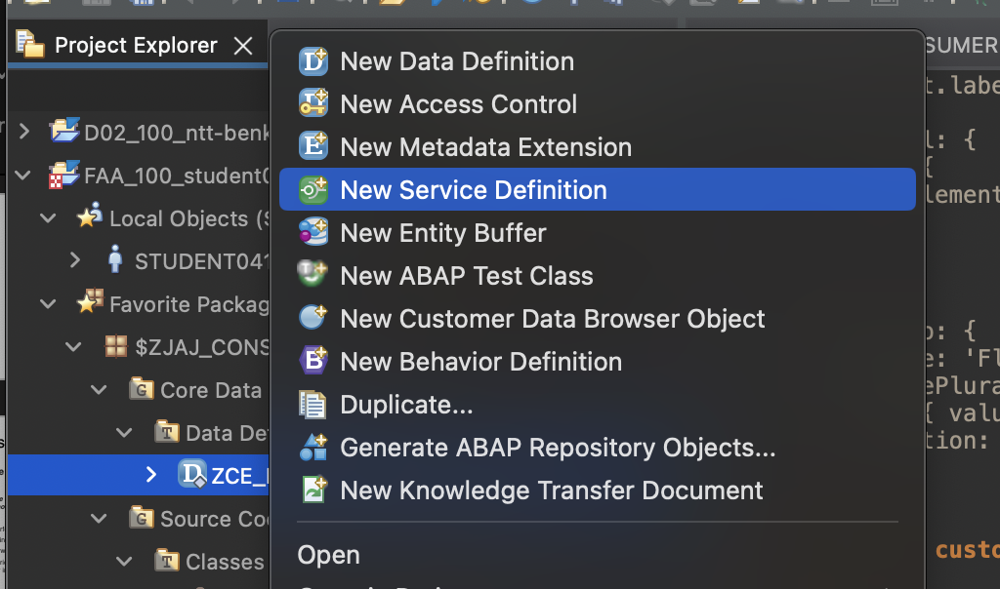 Project Explorer
D02_100_ntt-benk
FAA_100_student0
Local Objects (S
STUDENT041
Favorite Packag
$ZJAJ_CONS
Core Data
Data De
ZCE_
Source Co
Classes
New Data Definition
New Access Control
New Metadata Extension
New Service Definition
New Entity Buffer
New ABAP Test Class
New Customer Data Browser Object
New Behavior Definition
Duplicate...
Generate ABAP Repository Objects...
New Knowledge Transfer Document
Open
SUMER
t.labe
l: {
{
lement
o: {
e: 'Fl
ePlura
{ valu
tion:
custo